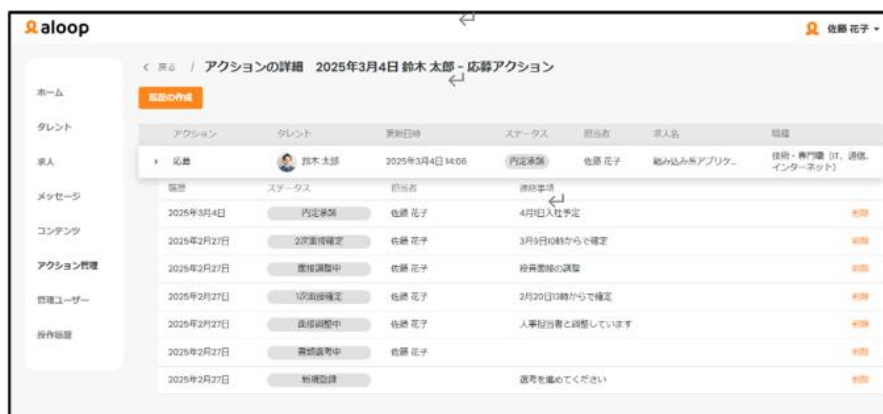 aloop
佐藤 花子
戻る / アクションの詳細 2025年3月4日 鈴木 太郎 - 応募アクション
ホーム
タレント
求人
メッセージ
コンテンツ
アクション管理
管理ユーザー
操作履歴
履歴の作成
アクション タレント 更新日時 ステータス 担当者 求人名 職種
応募 鈴木 太郎 2025年3月4日 14:06 内定承諾 佐藤 花子 組み込み系アプリケ... 技術・専門職（IT、通信、
インターネット）
履歴 ステータス 担当者 連絡事項
2025年3月4日 内定承諾 佐藤 花子 4月1日入社予定 削除
2025年2月27日 2次面接確定 佐藤 花子 3月9日10時からで確定 削除
2025年2月27日 面接調整中 佐藤 花子 役員面接の調整 削除
2025年2月27日 1次面接確定 佐藤 花子 2月20日13時からで確定 削除
2025年2月27日 面接調整中 佐藤 花子 人事担当者と調整しています 削除
2025年2月27日 書類選考中 佐藤 花子 削除
2025年2月27日 新規登録 選考を進めてください 削除